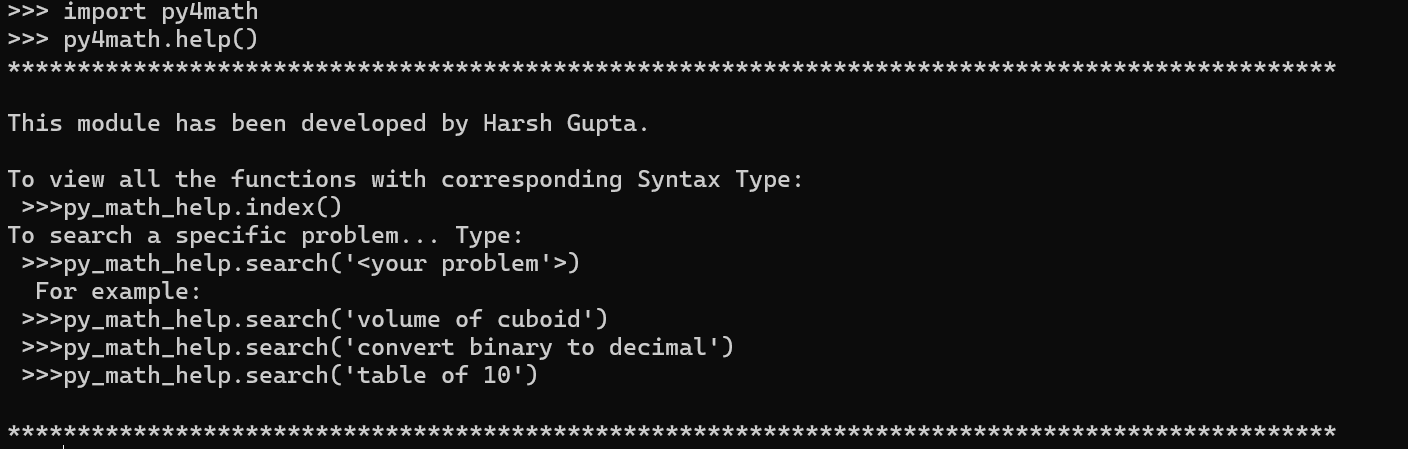 >>> import py4math
>>> py4math.help()
***********************************************************************************************
This module has been developed by Harsh Gupta.
To view all the functions with corresponding Syntax Type:
>>>py_math_help.index()
To search a specific problem... Type:
>>>py_math_help.search('<your problem'>)
For example:
>>>py_math_help.search('volume of cuboid')
>>>py_math_help.search('convert binary to decimal')
>>>py_math_help.search('table of 10')
***********************************************************************************************